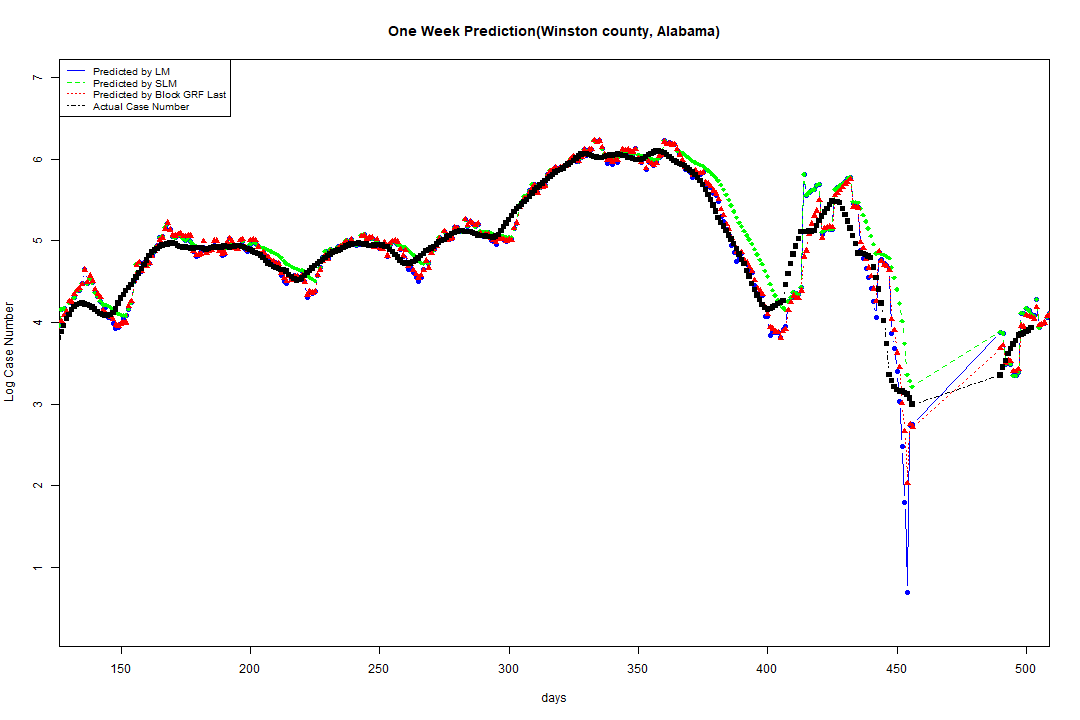 One Week Prediction(Winston county, Alabama)
Predicted by LM
Predicted by SLM
Predicted by Block GRF Last
Actual Case Number
7
6
5
4
3
2
1
Log Case Number
150 200 250 300 350 400 450 500
days